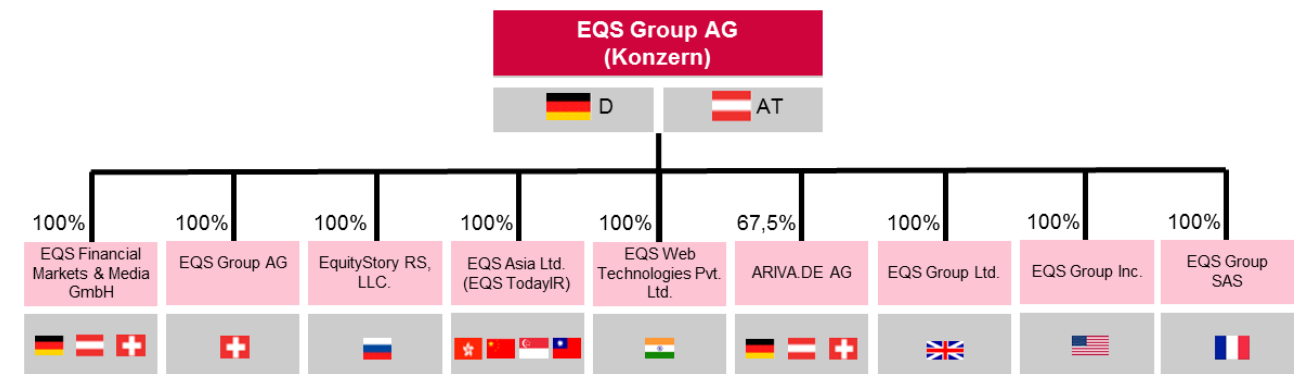 EQS Group AG
(Konzern)
D
AT
100%
100%
100%
100%
100%
67,5%
100%
100%
100%
EQS Financial
Markets & Media
GmbH
EQS Group AG
EquityStory RS,
LLC.
EQS Asia Ltd.
(EQS TodayIR)
EQS Web
Technologies Pvt.
Ltd.
ARIVA.DE AG
EQS Group Ltd.
EQS Group Inc.
EQS Group
SAS